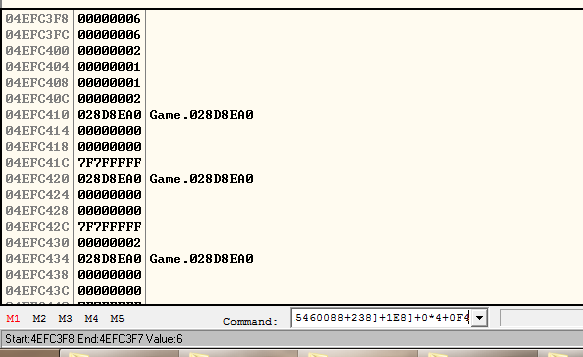 04EFC3F8 00000006
04EFC3FC 00000006
04EFC400 00000002
04EFC404 00000001
04EFC408 00000001
04EFC40C 00000002
04EFC410 028D8EA0 Game.028D8EA0
04EFC414 00000000
04EFC418 00000000
04EFC41C 7F7FFFFF
04EFC420 028D8EA0 Game.028D8EA0
04EFC424 00000000
04EFC428 00000000
04EFC42C 7F7FFFFF
04EFC430 00000002
04EFC434 028D8EA0 Game.028D8EA0
04EFC438 00000000
04EFC43C 00000000
M1 M2 M3 M4 M5 Command: 5460088+238]+1E8]+0*4+0F4
Start:4EFC3F8 End:4EFC3F7 Value:6